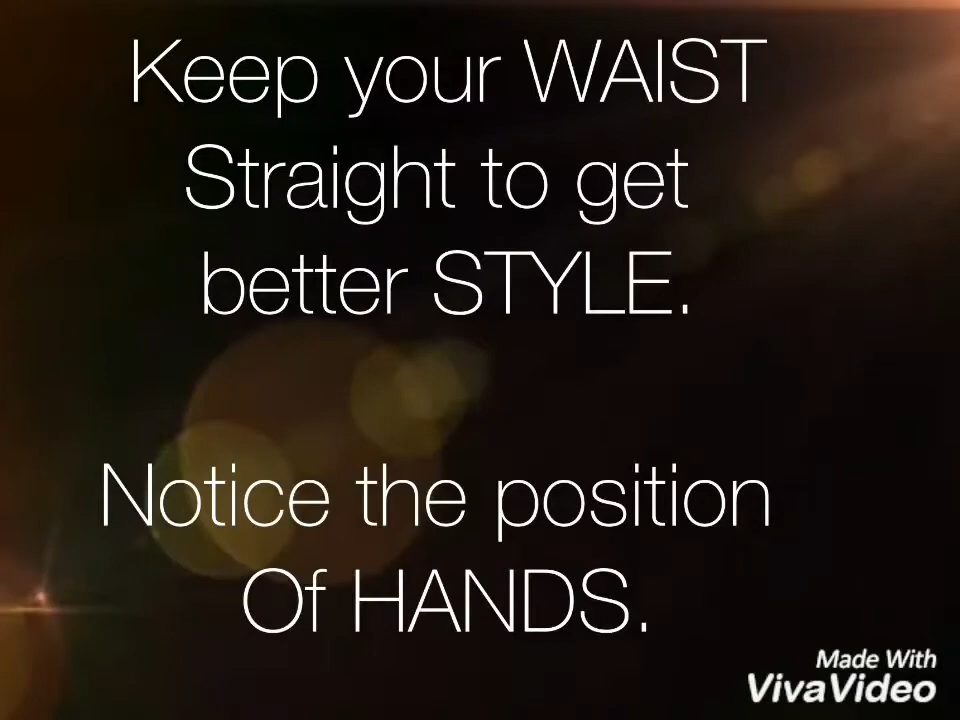 Keep your WAIST
Straight to get
better STYLE.
Notice the position
Of HANDS.
Made With
VivaVideo